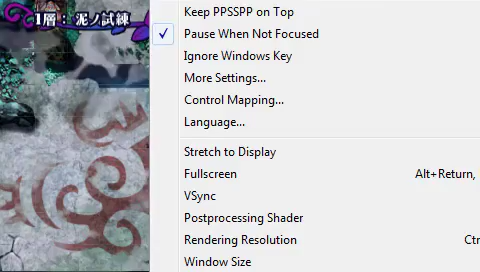 1層：泥ノ試練
Keep PPSSPP on Top
Pause When Not Focused
Ignore Windows Key
More Settings...
Control Mapping...
Language...
Stretch to Display
Fullscreen Alt+Return,
VSync
Postprocessing Shader
Rendering Resolution Ctr
Window Size